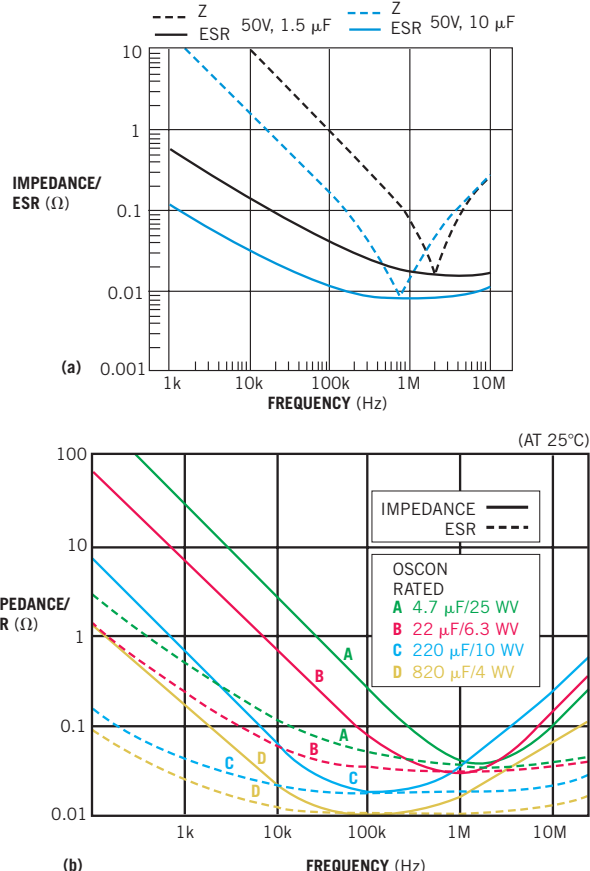 Z
ESR
50V, 1.5 µF
Z
ESR
50V, 10 µF
10
1
IMPEDANCE/
ESR (Ω)
0.1
0.01
0.001
(a)
1k
10k
100k
1M
10M
FREQUENCY (Hz)
(AT 25°C)
100
IMPEDANCE
ESR
10
OSCON
RATED
A 4.7 µF/25 WV
B 22 µF/6.3 WV
C 220 µF/10 WV
D 820 µF/4 WV
PEDANCE/
R (Ω)
1
A
B
0.1
A
B
D
C
C
D
0.01
1k
10k
100k
1M
10M
(b)
FREQUENCY (Hz)